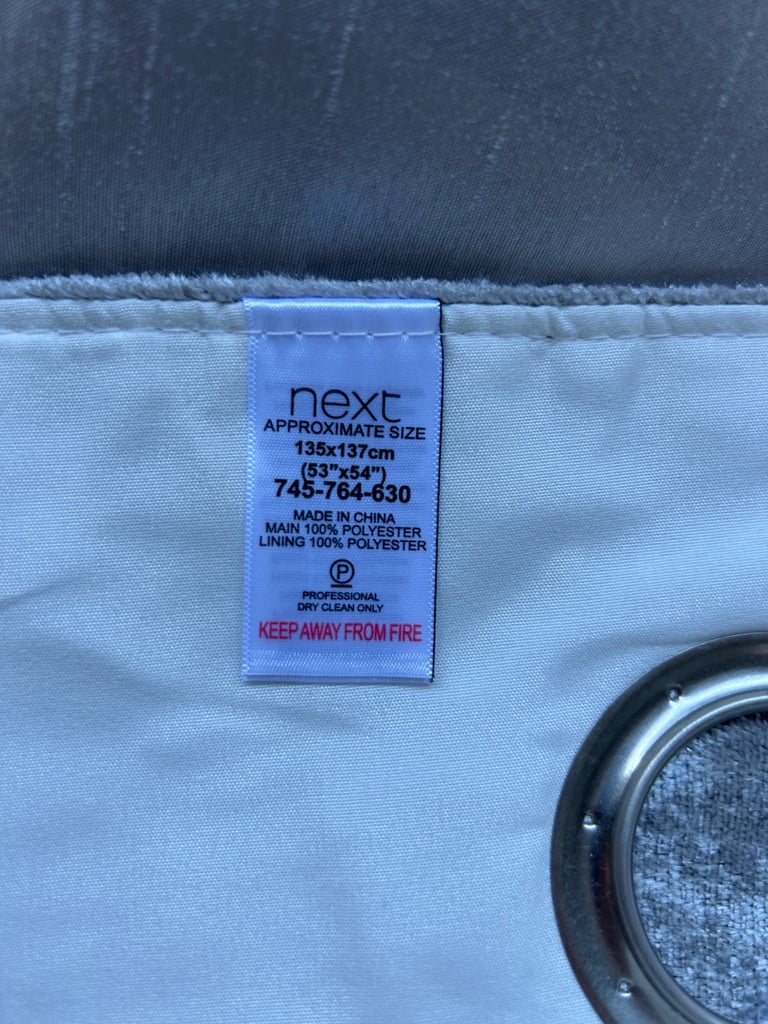 next
APPROXIMATE SIZE
135x137cm
(53"x54")
745-764-630
MADE IN CHINA
MAIN 100% POLYESTER
LINING 100% POLYESTER
P
PROFESSIONAL
DRY CLEAN ONLY
KEEP AWAY FROM FIRE